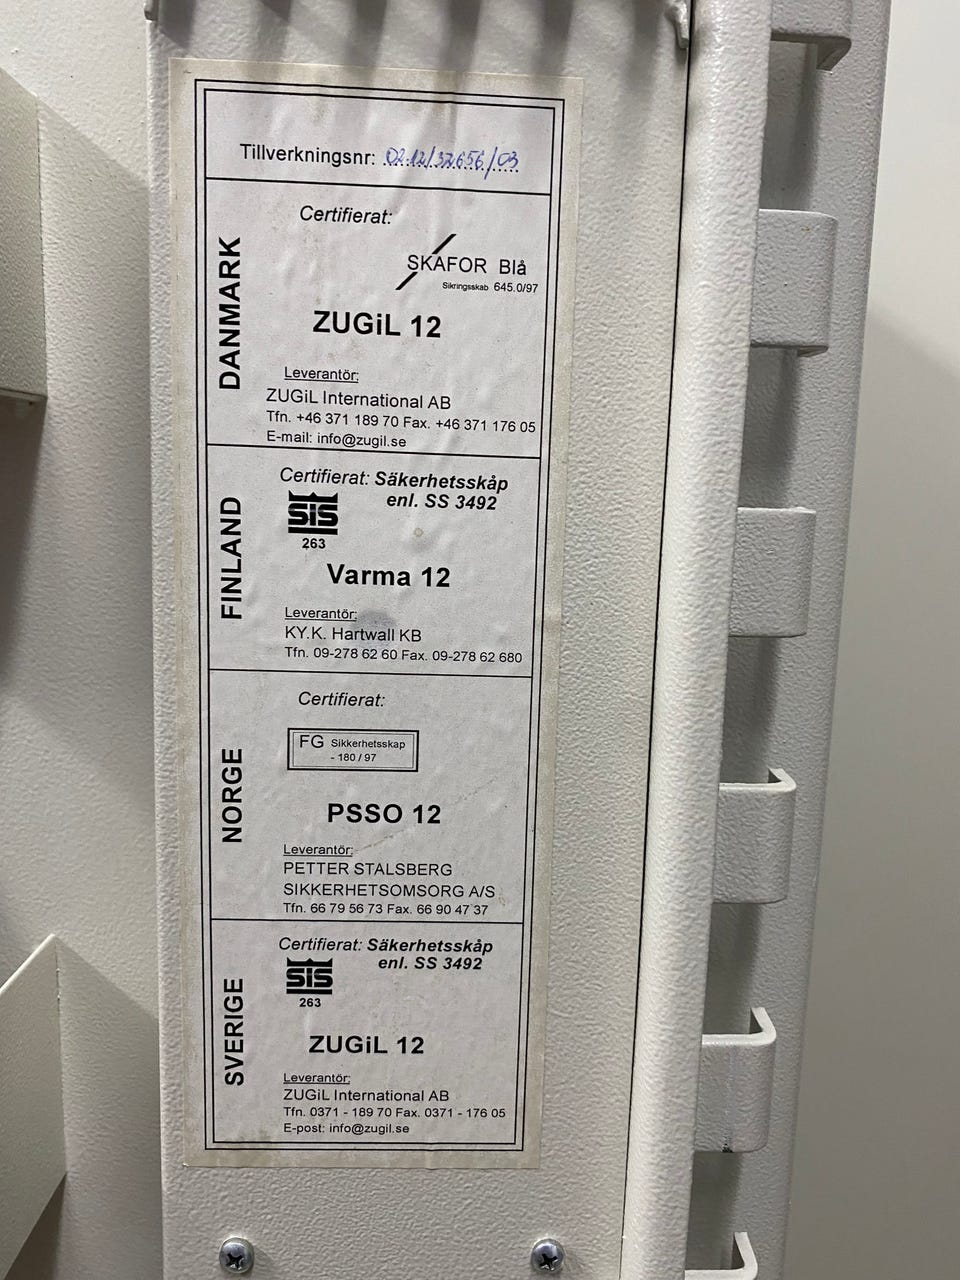 Tillverkningsnr: 02.12/32656/03
DANMARK
Certifierat:
SKAFOR Blå
Sikringsskab 645.0/97
ZUGiL 12
Leverantör:
ZUGiL International AB
Tfn. +46 371 189 70 Fax. +46 371 176 05
E-mail: info@zugil.se
FINLAND
Certifierat: Säkerhetsskåp
enl. SS 3492
SIS
263
Varma 12
Leverantör:
KY.K. Hartwall KB
Tfn. 09-278 62 60 Fax. 09-278 62 680
NORGE
Certifierat:
FG Sikkerhetsskap
- 180 / 97
PSSO 12
Leverantör:
PETTER STALSBERG
SIKKERHETSOMSORG A/S
Tfn. 66 79 56 73 Fax. 66 90 47 37
SVERIGE
Certifierat: Säkerhetsskåp
enl. SS 3492
SIS
263
ZUGiL 12
Leverantör:
ZUGiL International AB
Tfn. 0371 - 189 70 Fax. 0371 - 176 05
E-post: info@zugil.se